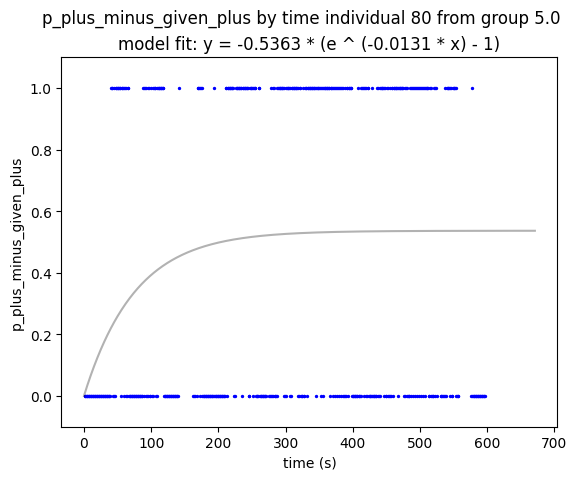 p_plus_minus_given_plus by time individual 80 from group 5.0
model fit: y = -0.5363 * (e ^ (-0.0131 * x) - 1)
p_plus_minus_given_plus
1.0
0.8
0.6
0.4
0.2
0.0
0 100 200 300 400 500 600 700
time (s)